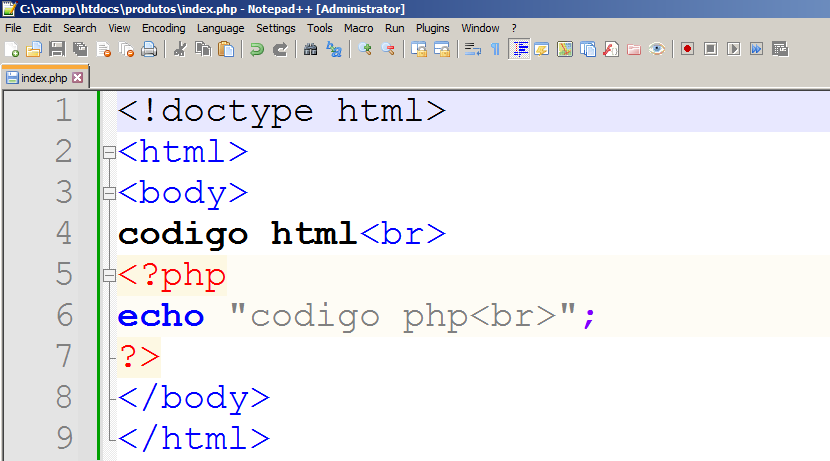 C:\xampp\htdocs\produtos\index.php - Notepad++ [Administrator]
File Edit Search View Encoding Language Settings Tools Macro Run Plugins Window ?
index.php
1 <!doctype html>
2 <html>
3 <body>
4 codigo html<br>
5 <?php
6 echo "codigo php<br>";
7 ?>
8 </body>
9 </html>